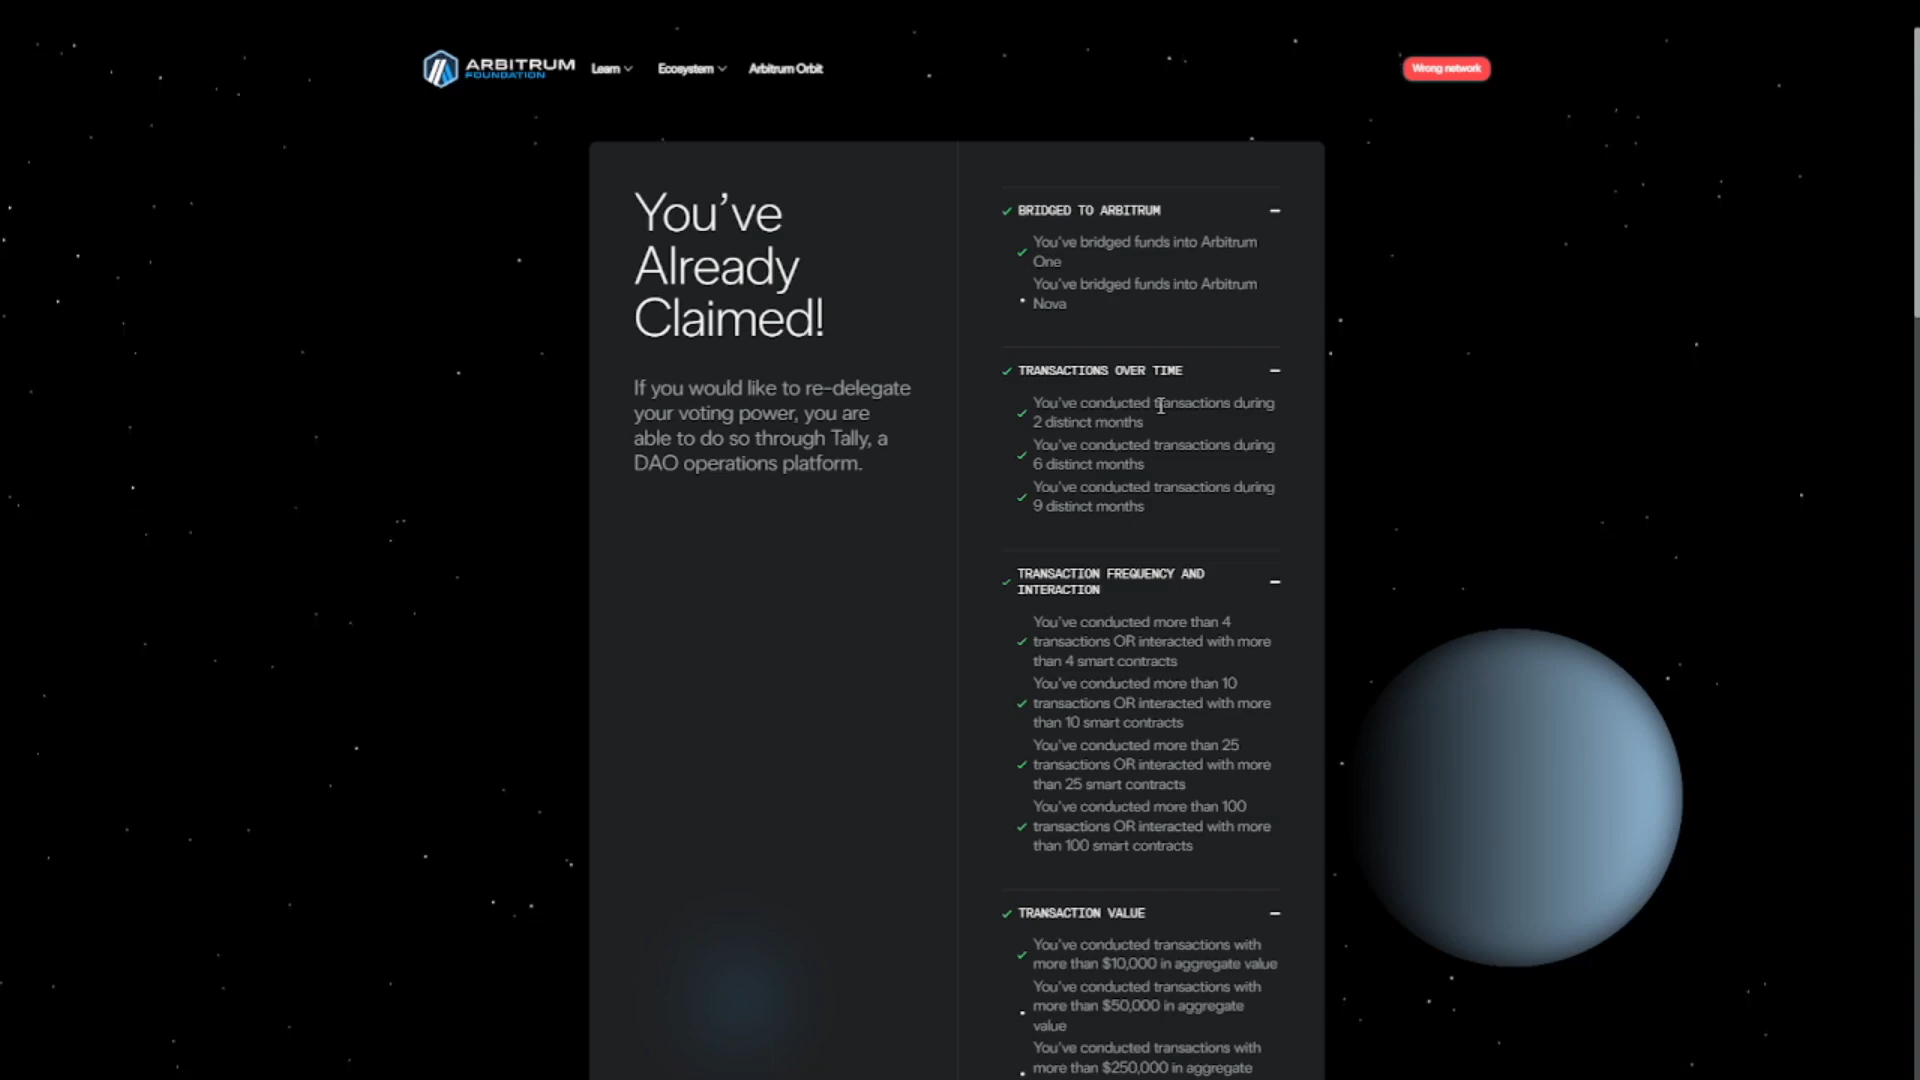 ARBITRUM
FOUNDATION
Learn
Ecosystem
Arbitrum Orbit
Wrong network
You've
Already
Claimed!
If you would like to re-delegate
your voting power, you are
able to do so through Tally, a
DAO operations platform.
BRIDGED TO ARBITRUM
You've bridged funds into Arbitrum
One
You've bridged funds into Arbitrum
Nova
TRANSACTIONS OVER TIME
You've conducted transactions during
2 distinct months
You've conducted transactions during
6 distinct months
You've conducted transactions during
9 distinct months
TRANSACTION FREQUENCY AND
INTERACTION
You've conducted more than 4
transactions OR interacted with more
than 4 smart contracts
You've conducted more than 10
transactions OR interacted with more
than 10 smart contracts
You've conducted more than 25
transactions OR interacted with more
than 25 smart contracts
You've conducted more than 100
transactions OR interacted with more
than 100 smart contracts
TRANSACTION VALUE
You've conducted transactions with
more than $10,000 in aggregate value
You've conducted transactions with
more than $50,000 in aggregate
value
You've conducted transactions with
more than $250,000 in aggregate